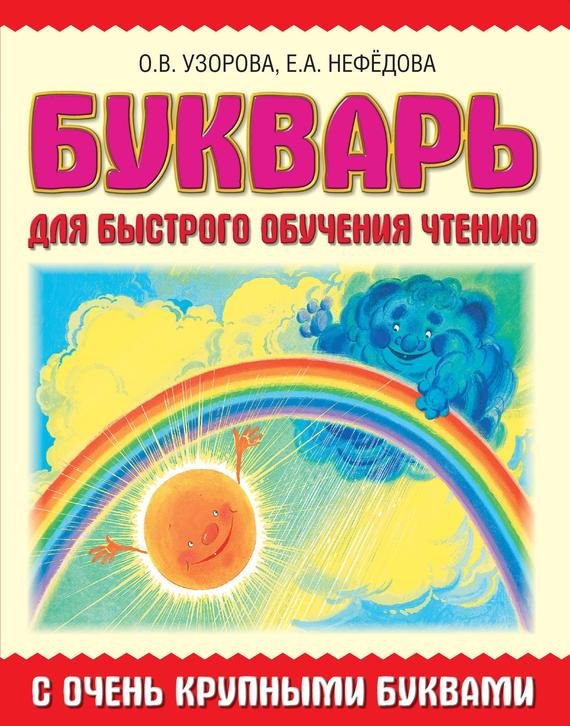 О.В. УЗОРОВА, Е.А. НЕФЁДОВА
БУКВАРЬ
ДЛЯ БЫСТРОГО ОБУЧЕНИЯ ЧТЕНИЮ
С ОЧЕНЬ КРУПНЫМИ БУКВАМИ